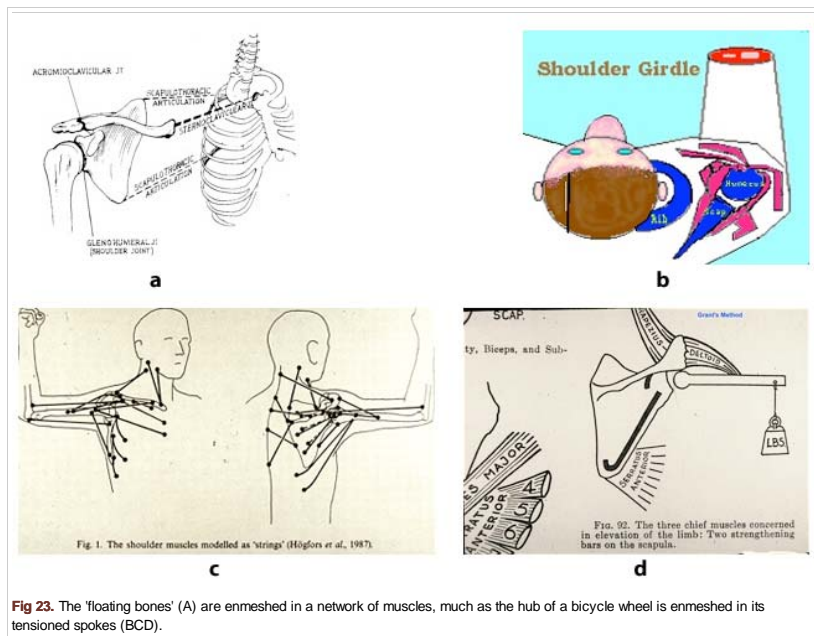 ACROMIOCLAVICULAR JT
SCAPULOTHORACIC
ARTICULATION
STERNOCLAVICULAR J.
SCAPULOTHORACIC
ARTICULATION
GLENOHUMERAL JT
(SHOULDER JOINT)
a
Shoulder Girdle
Rib
Humerus
Scap
b
Fig. 1. The shoulder muscles modelled as 'strings' (Högfors et al., 1987).
c
SCAP.
Grant's Method
ty, Biceps, and Sub-
TRAPEZIUS
DELTOID
LBS
SERRATUS
ANTERIOR
ES MAJOR
RATUS
ANTERIOR
4
5
6
FIG. 92. The three chief muscles concerned
in elevation of the limb: Two strengthening
bars on the scapula.
d
Fig 23. The 'floating bones' (A) are enmeshed in a network of muscles, much as the hub of a bicycle wheel is enmeshed in its
tensioned spokes (BCD).